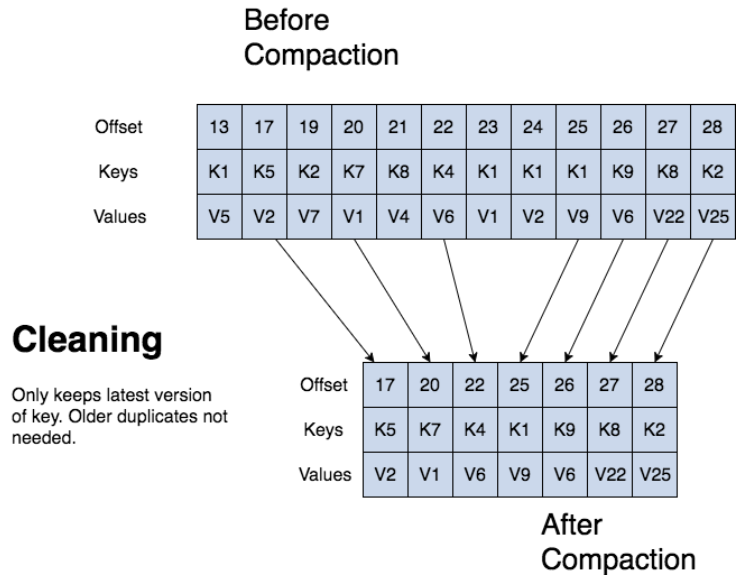 Before
Compaction
Offset 13 17 19 20 21 22 23 24 25 26 27 28
Keys K1 K5 K2 K7 K8 K4 K1 K1 K1 K9 K8 K2
Values V5 V2 V7 V1 V4 V6 V1 V2 V9 V6 V22 V25
Cleaning
Only keeps latest version
of key. Older duplicates not
needed.
Offset 17 20 22 25 26 27 28
Keys K5 K7 K4 K1 K9 K8 K2
Values V2 V1 V6 V9 V6 V22 V25
After
Compaction